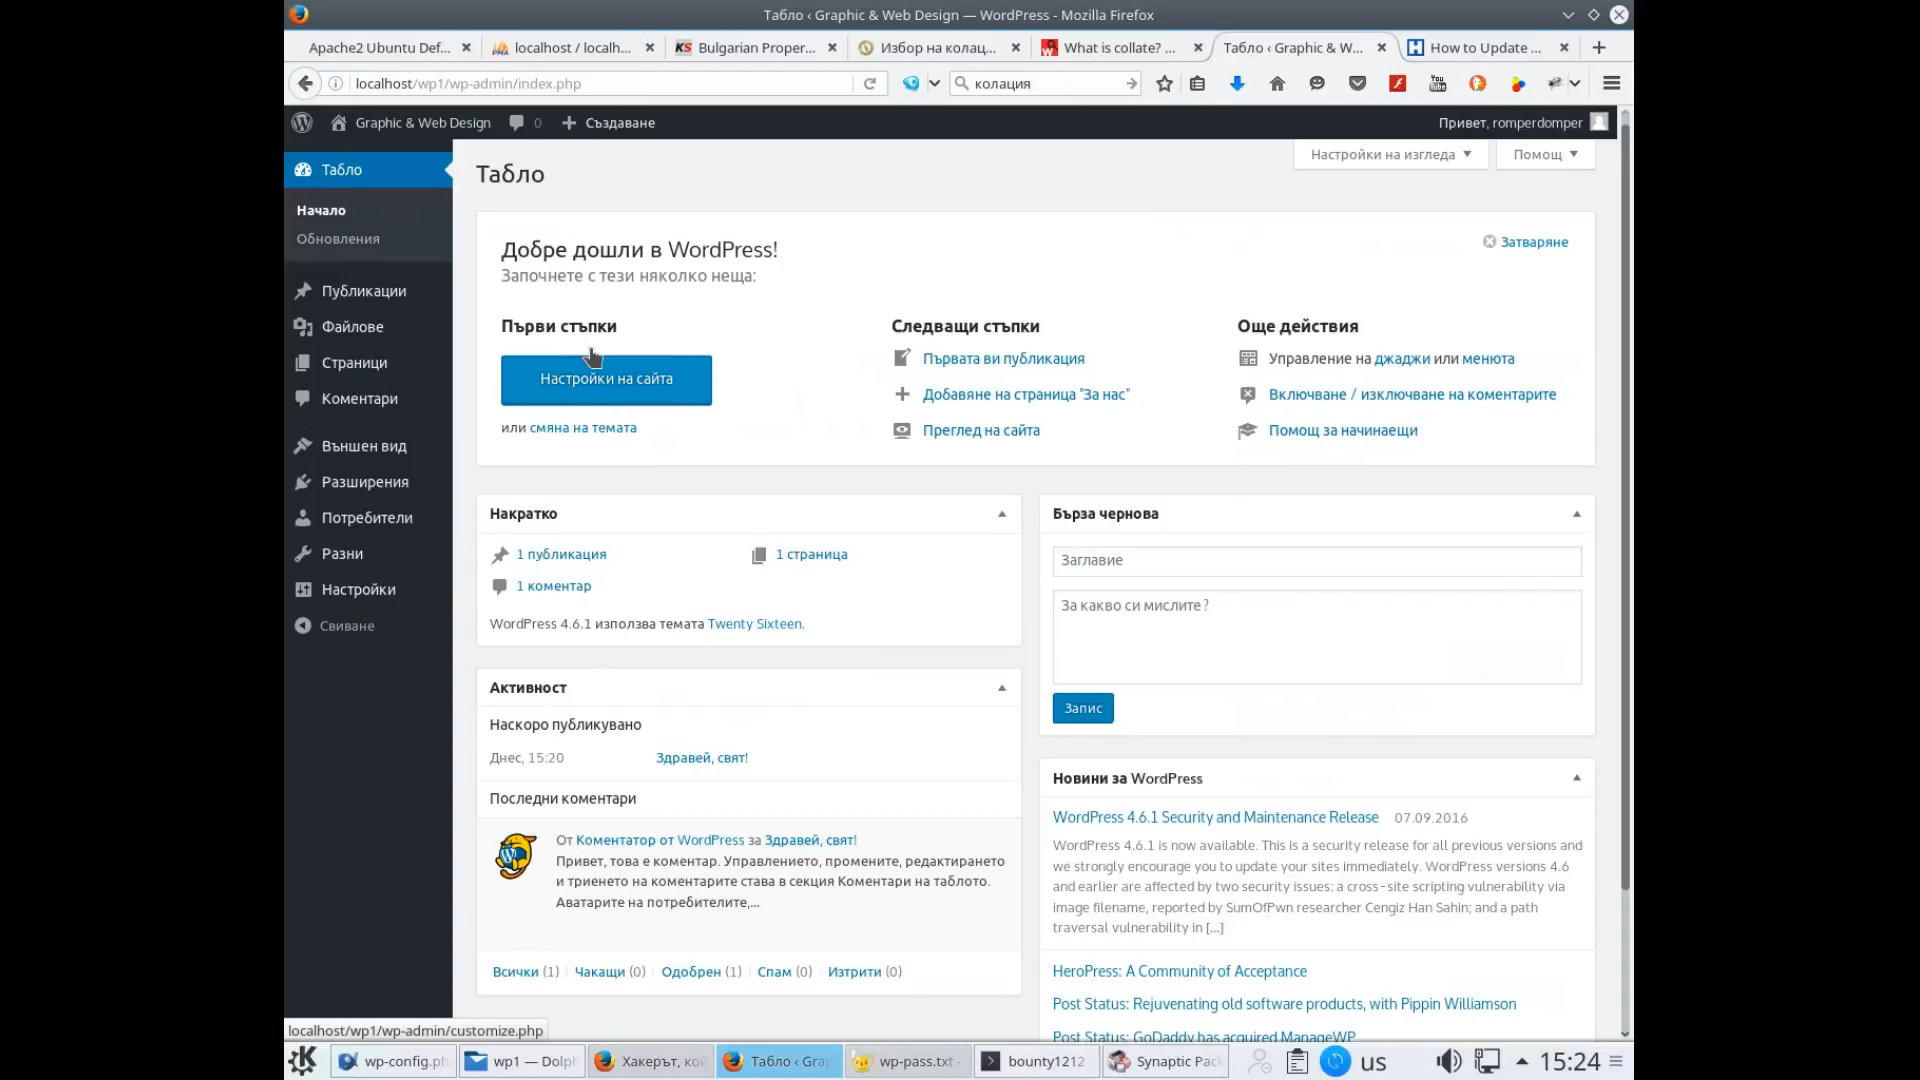 Табло ‹ Graphic & Web Design — WordPress - Mozilla Firefox
Apache2 Ubuntu Def...
localhost / localh...
KS Bulgarian Proper...
Избор на колац...
What is collate? ...
Табло ‹ Graphic & W...
How to Update ...
localhost/wp1/wp-admin/index.php
колация
Graphic & Web Design
0
Създаване
Привет, romperdomper
Табло
Начало
Обновления
Публикации
Файлове
Страници
Коментари
Външен вид
Разширения
Потребители
Разни
Настройки
Свиване
Табло
Настройки на изгледа
Помощ
Добре дошли в WordPress!
Започнете с тези няколко неща:
Затваряне
Първи стъпки
Настройки на сайта
или смяна на темата
Следващи стъпки
Първата ви публикация
Добавяне на страница "За нас"
Преглед на сайта
Още действия
Управление на джаджи или менюта
Включване / изключване на коментарите
Помощ за начинаещи
Накратко
1 публикация
1 страница
1 коментар
WordPress 4.6.1 използва темата Twenty Sixteen.
Активност
Наскоро публикувано
Днес, 15:20
Здравей, свят!
Последни коментари
От Коментатор от WordPress за Здравей, свят!
Привет, това е коментар. Управлението, промените, редактирането
и триенето на коментарите става в секция Коментари на таблото.
Аватарите на потребителите,...
Всички (1) | Чакащи (0) | Одобрен (1) | Спам (0) | Изтрити (0)
Бърза чернова
Заглавие
За какво си мислите?
Запис
Новини за WordPress
WordPress 4.6.1 Security and Maintenance Release 07.09.2016
WordPress 4.6.1 is now available. This is a security release for all previous versions and
we strongly encourage you to update your sites immediately. WordPress versions 4.6
and earlier are affected by two security issues: a cross-site scripting vulnerability via
image filename, reported by SumOfPwn researcher Cengiz Han Sahin; and a path
traversal vulnerability in [...]
HeroPress: A Community of Acceptance
Post Status: Rejuvenating old software products, with Pippin Williamson
Post Status: GoDaddy has acquired ManageWP
localhost/wp1/wp-admin/customize.php
wp-config.ph
wp1 — Dolph
Хакерът, кой
Табло ‹ Grap
wp-pass.txt -
bounty1212
Synaptic Pack
us
15:24